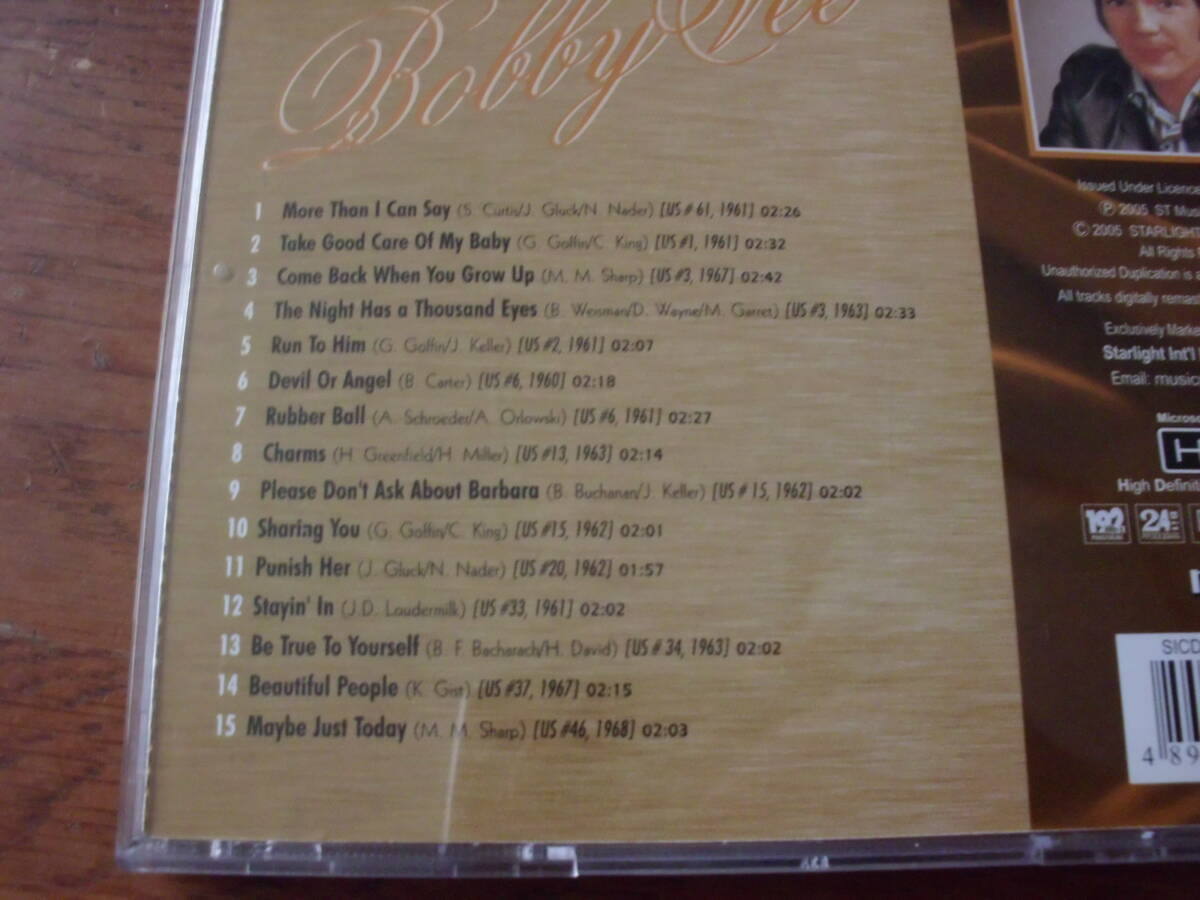 Bobby Vee
1 More Than I Can Say (S. Curtis/J. Gluck/N. Nader) [US # 61, 1961] 02:26
2 Take Good Care Of My Baby (G. Goffin/C. King) [US #1, 1961] 02:32
3 Come Back When You Grow Up (M. M. Sharp) [US #3, 1967] 02:42
4 The Night Has a Thousand Eyes (B. Weisman/D. Wayne/M. Garret) [US #3, 1963] 02:33
5 Run To Him (G. Goffin/J. Keller) [US #2, 1961] 02:07
6 Devil Or Angel (B. Carter) [US #6, 1960] 02:18
7 Rubber Ball (A. Schroeder/A. Orlowski) [US #6, 1961] 02:27
8 Charms (H. Greenfield/H. Miller) [US #13, 1963] 02:14
9 Please Don't Ask About Barbara (B. Buchanan/J. Keller) [US # 15, 1962] 02:02
10 Sharing You (G. Goffin/C. King) [US #15, 1962] 02:01
11 Punish Her (J. Gluck/N. Nader) [US #20, 1962] 01:57
12 Stayin' In (J.D. Loudermilk) [US #33, 1961] 02:02
13 Be True To Yourself (B. F. Bacharach/H. David) [US # 34, 1963] 02:02
14 Beautiful People (K. Gist) [US #37, 1967] 02:15
15 Maybe Just Today (M. M. Sharp) [US #46, 1968] 02:03
Issued Under Licence
℗ 2005 ST Mu
© 2005 STARLIGHT
All Rights
Unauthorized Duplication is
All tracks digitally remas
Exclusively Marke
Starlight Int'l
Email: music
Microso
H
High Definit
192
24
SICD
4 89